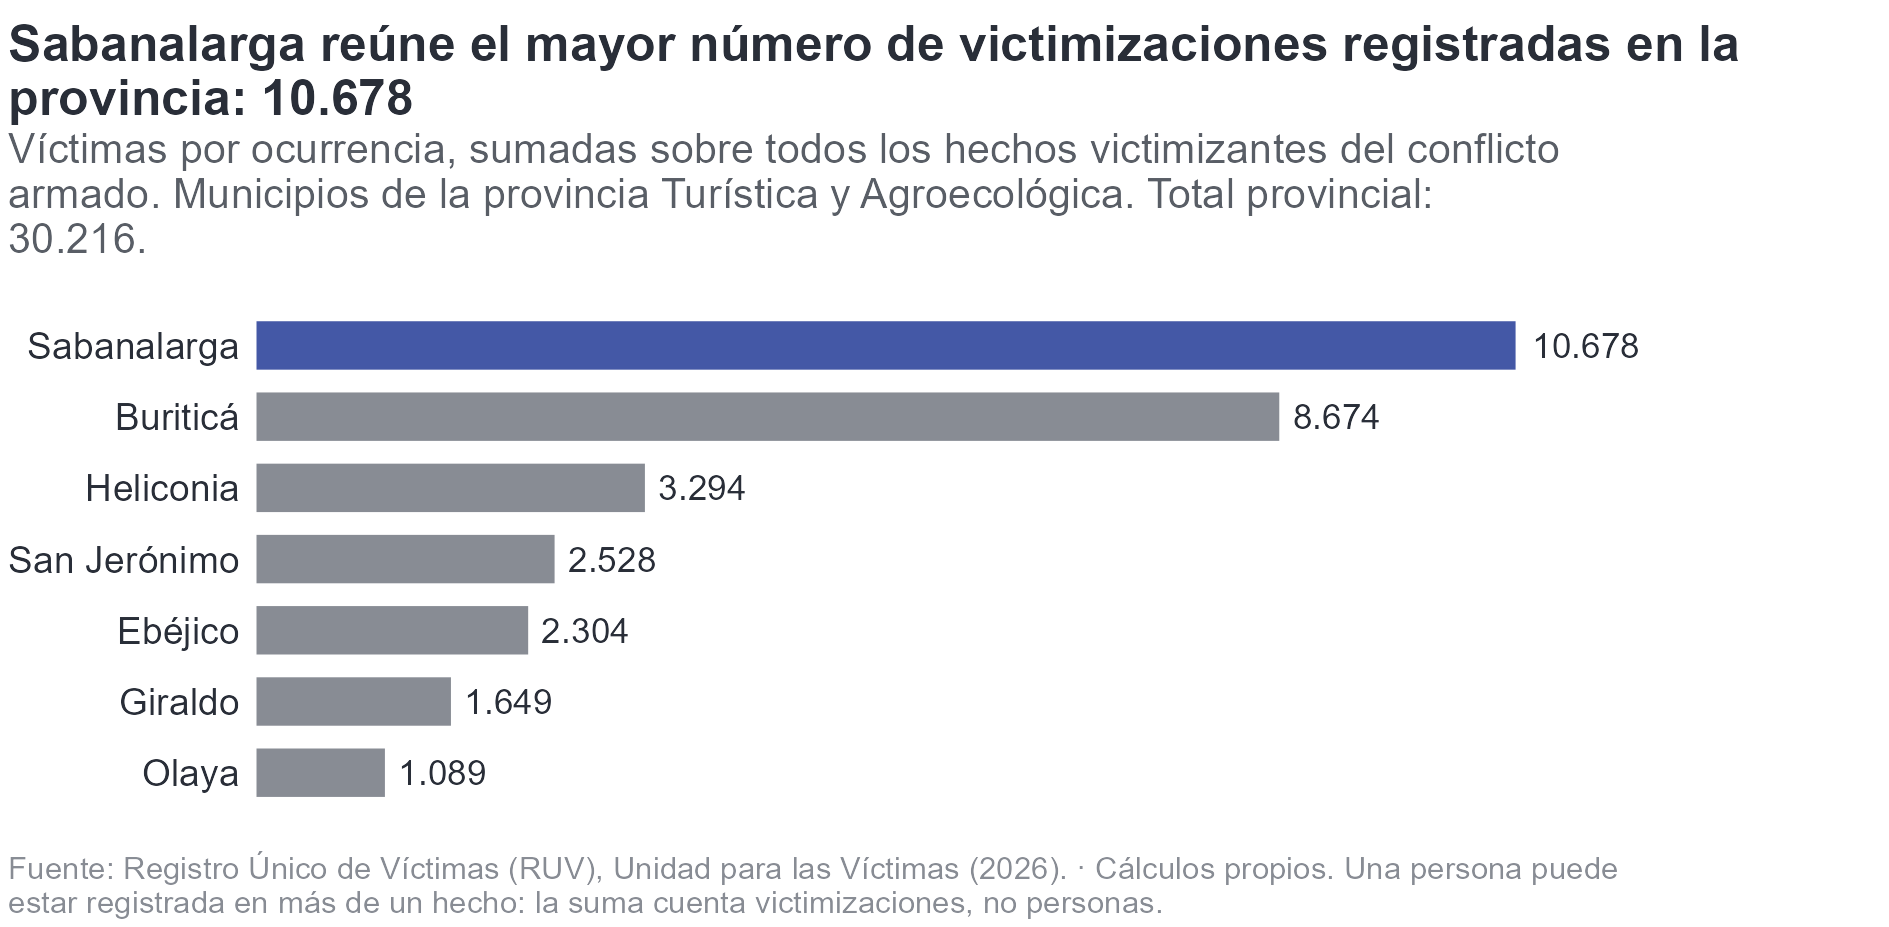 Sabanalarga reúne el mayor número de victimizaciones registradas en la
provincia: 10.678
Víctimas por ocurrencia, sumadas sobre todos los hechos victimizantes del conflicto
armado. Municipios de la provincia Turística y Agroecológica. Total provincial:
30.216.
Sabanalarga 10.678
Buriticá 8.674
Heliconia 3.294
San Jerónimo 2.528
Ebéjico 2.304
Giraldo 1.649
Olaya 1.089
Fuente: Registro Único de Víctimas (RUV), Unidad para las Víctimas (2026). · Cálculos propios. Una persona puede
estar registrada en más de un hecho: la suma cuenta victimizaciones, no personas.